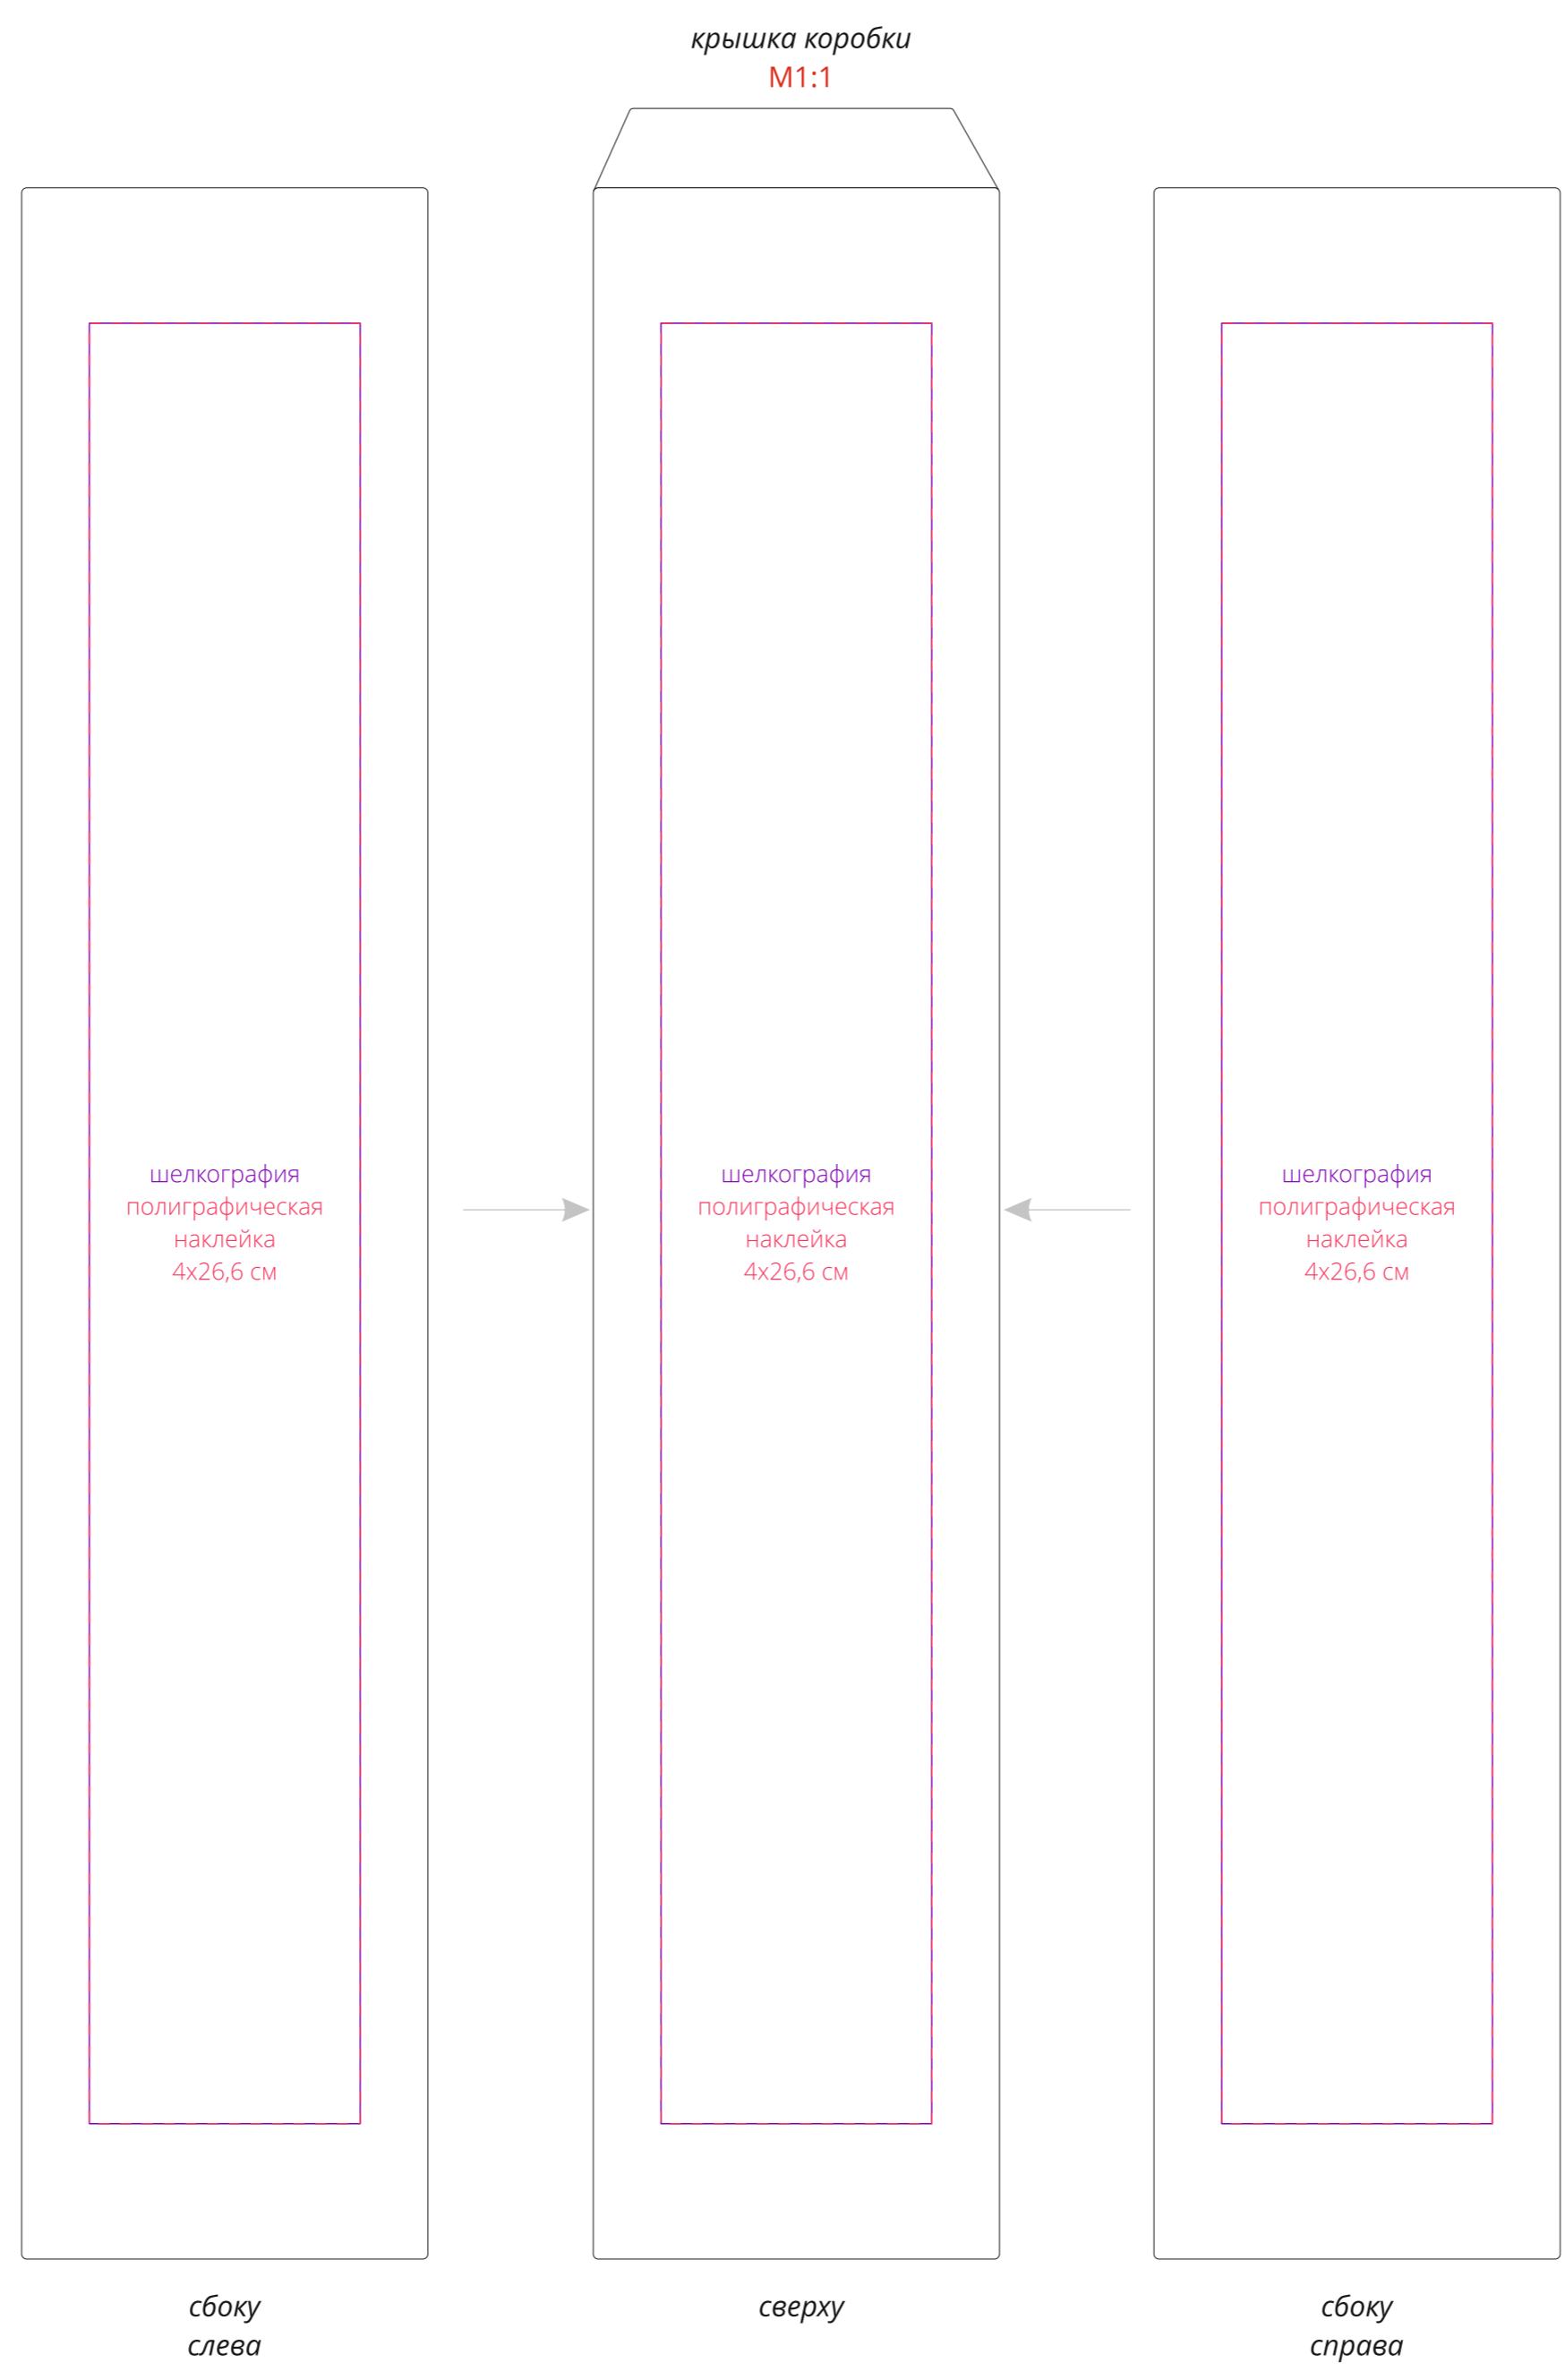 крышка коробки
М1:1
шелкография
полиграфическая
наклейка
4х26,6 см
шелкография
полиграфическая
наклейка
4х26,6 см
шелкография
полиграфическая
наклейка
4х26,6 см
сбоку
слева
сверху
сбоку
справа